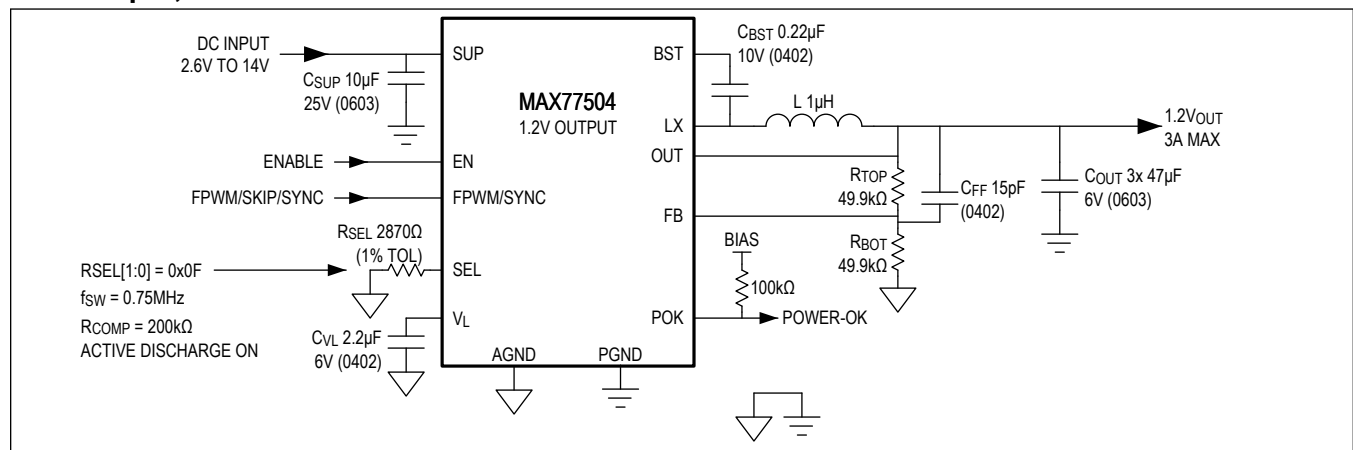 DC INPUT
2.6V TO 14V
CSUP 10µF
25V (0603)
SUP
BST
CBST 0.22µF
10V (0402)
MAX77504
1.2V OUTPUT
LX
L 1µH
1.2VOUT
3A MAX
OUT
ENABLE
EN
RTOP
49.9kΩ
CFF 15pF
(0402)
COUT 3x 47µF
6V (0603)
FPWM/SKIP/SYNC
FPWM/SYNC
FB
RSEL 2870Ω
(1% TOL)
BIAS
RBOT
49.9kΩ
RSEL[1:0] = 0x0F
fSW = 0.75MHz
RCOMP = 200kΩ
ACTIVE DISCHARGE ON
SEL
100kΩ
VL
POK
POWER-OK
CVL 2.2µF
6V (0402)
AGND
PGND